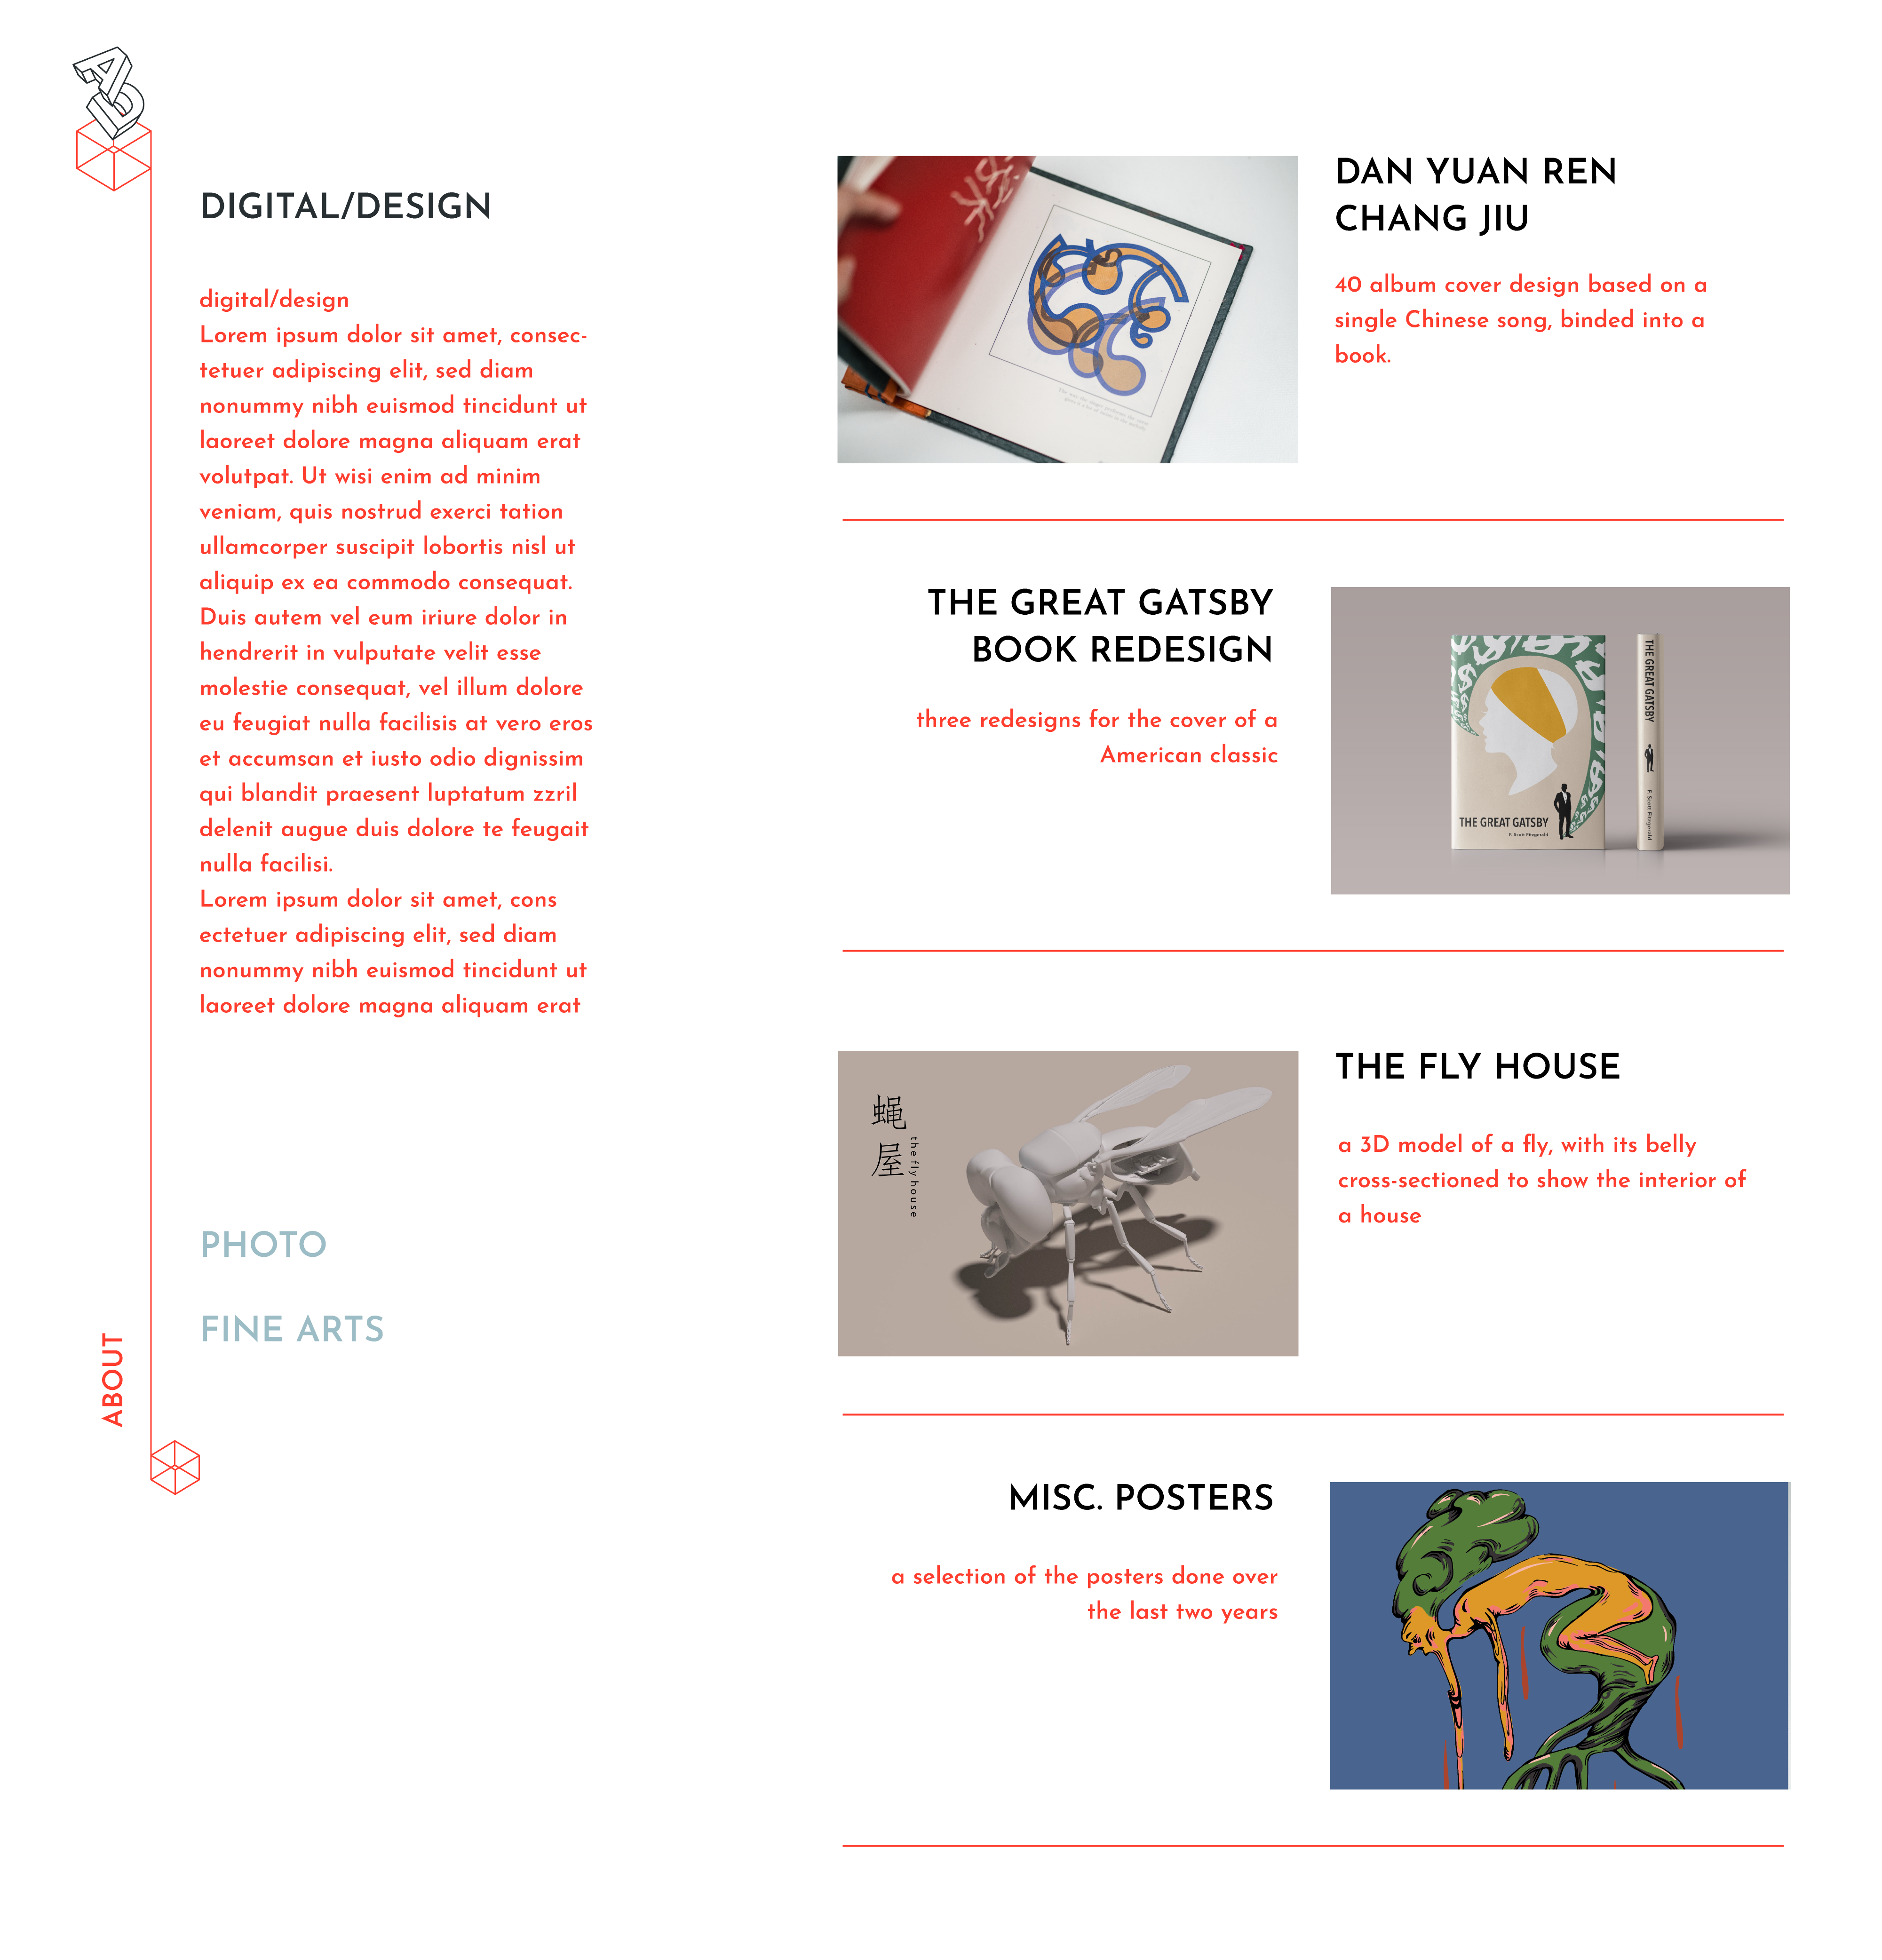 AD
DIGITAL/DESIGN
digital/design
Lorem ipsum dolor sit amet, consec-
tetuer adipiscing elit, sed diam
nonummy nibh euismod tincidunt ut
laoreet dolore magna aliquam erat
volutpat. Ut wisi enim ad minim
veniam, quis nostrud exerci tation
ullamcorper suscipit lobortis nisl ut
aliquip ex ea commodo consequat.
Duis autem vel eum iriure dolor in
hendrerit in vulputate velit esse
molestie consequat, vel illum dolore
eu feugiat nulla facilisis at vero eros
et accumsan et iusto odio dignissim
qui blandit praesent luptatum zzril
delenit augue duis dolore te feugait
nulla facilisi.
Lorem ipsum dolor sit amet, cons
ectetuer adipiscing elit, sed diam
nonummy nibh euismod tincidunt ut
laoreet dolore magna aliquam erat
PHOTO
FINE ARTS
ABOUT
DAN YUAN REN
CHANG JIU
40 album cover design based on a
single Chinese song, binded into a
book.
THE GREAT GATSBY
BOOK REDESIGN
three redesigns for the cover of a
American classic
THE GREAT GATSBY
F. Scott Fitzgerald
THE GREAT GATSBY
F. Scott Fitzgerald
蝇屋
the fly house
THE FLY HOUSE
a 3D model of a fly, with its belly
cross-sectioned to show the interior of
a house
MISC. POSTERS
a selection of the posters done over
the last two years